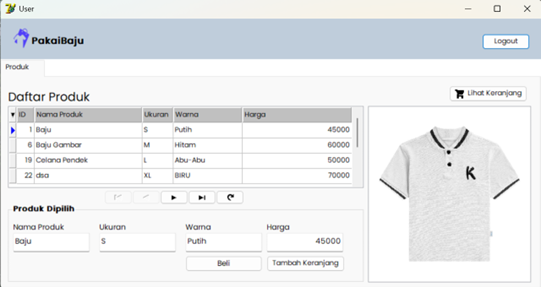 User
PakaiBaju
Logout
Produk
Daftar Produk
Lihat Keranjang
ID Nama Produk Ukuran Warna Harga
1 Baju S Putih 45000
6 Baju Gambar M Hitam 60000
19 Celana Pendek L Abu-Abu 50000
22 dsa XL BIRU 70000
Produk Dipilih
Nama Produk Ukuran Warna Harga
Baju S Putih 45000
Beli Tambah Keranjang
K